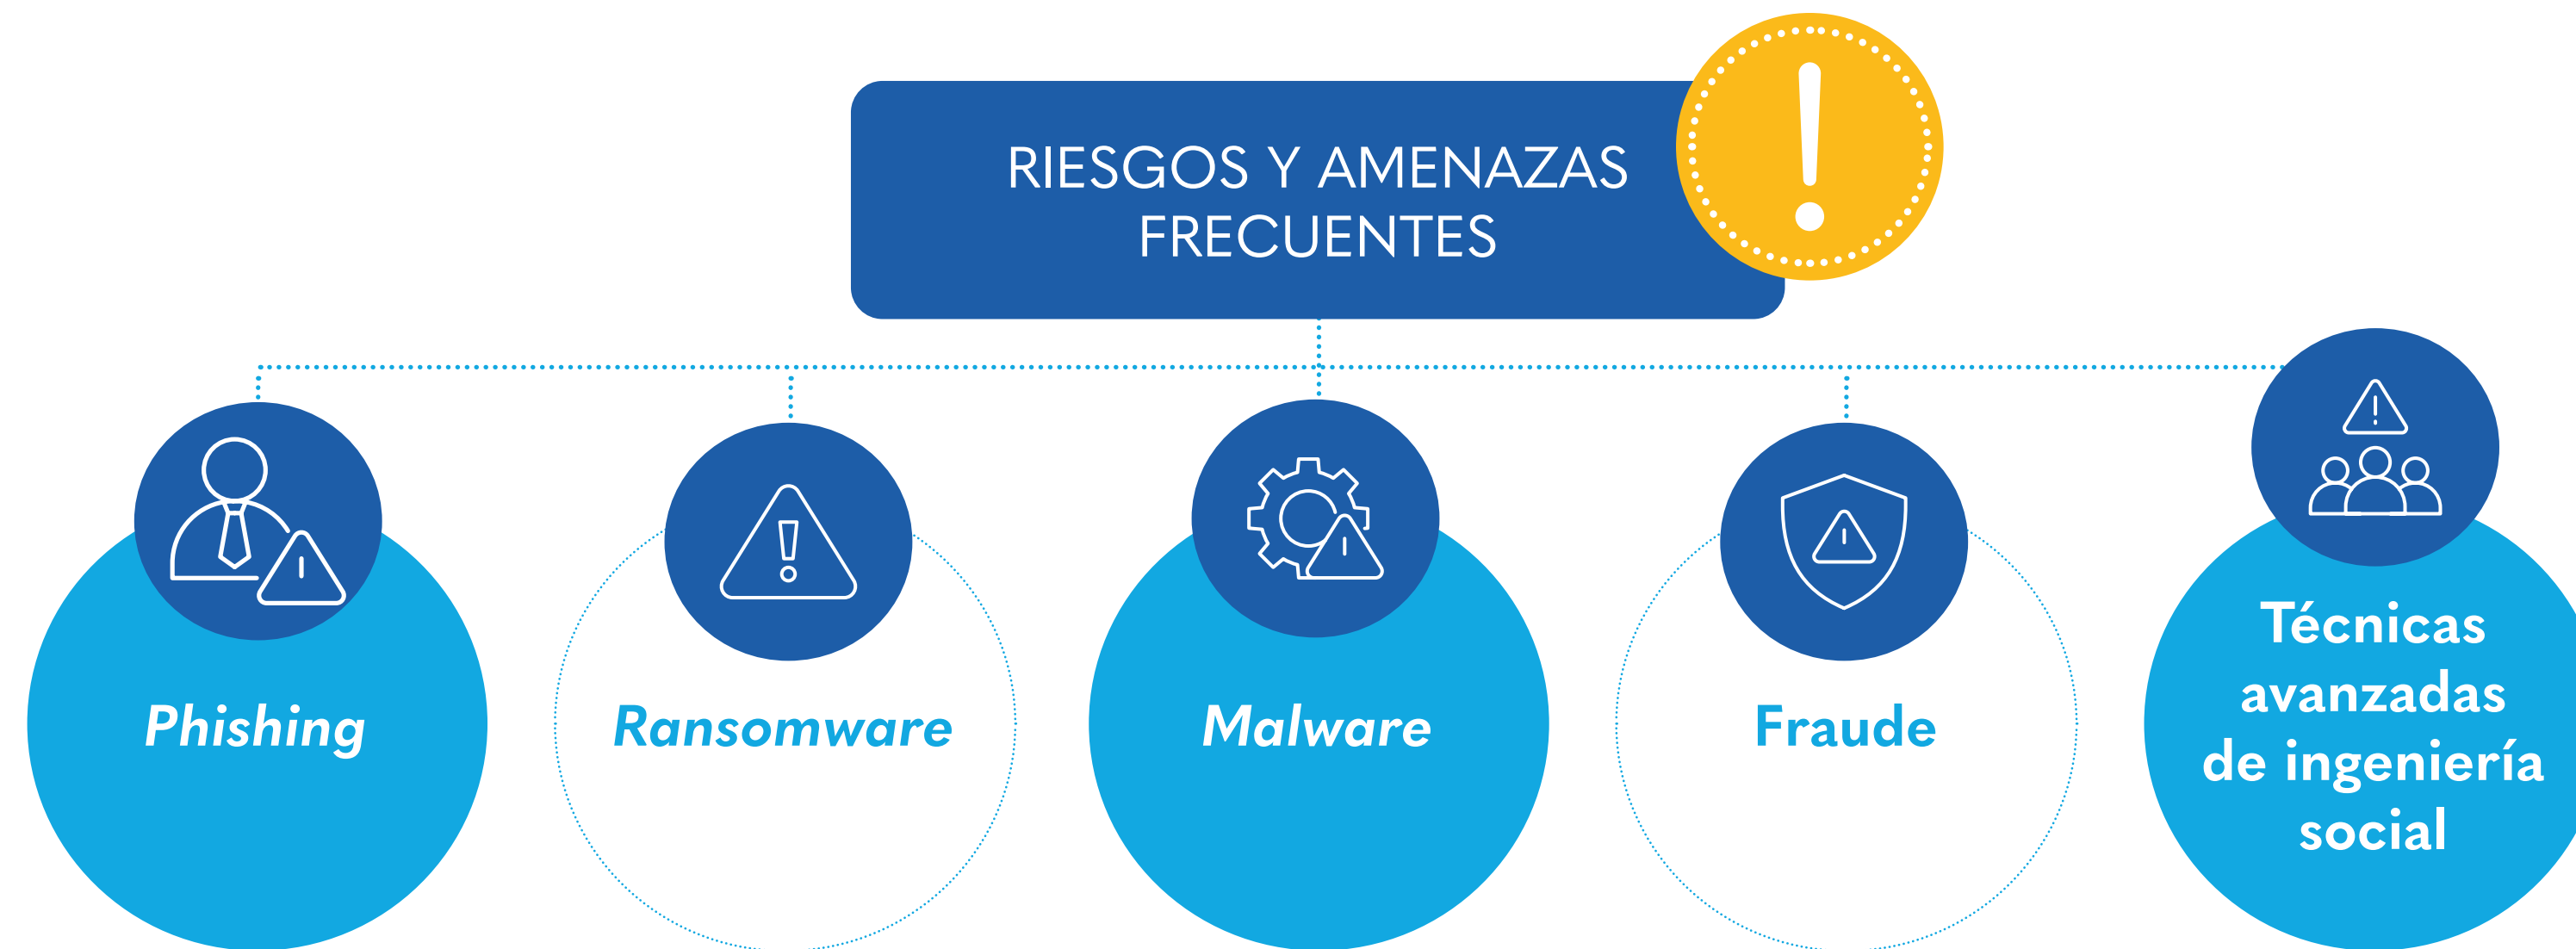 RIESGOS Y AMENAZAS
FRECUENTES
Phishing
Ransomware
Malware
Fraude
Técnicas
avanzadas
de ingeniería
social